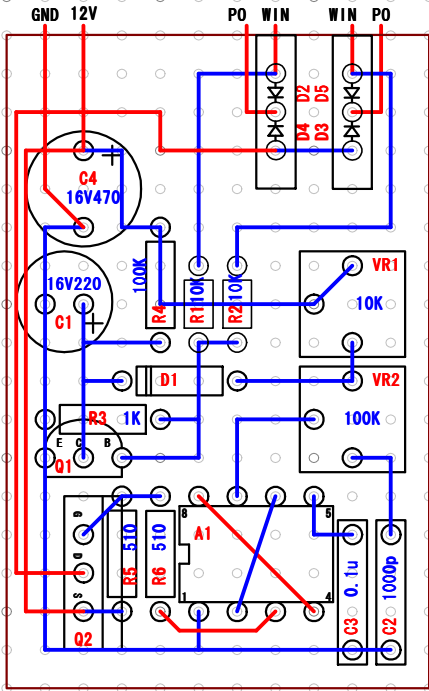 GND 12V PO WIN WIN PO
D2 D5
D4 D3
C4
16V470
100K
R4
16V220
C1
R1 10K
R2 10K
VR1
10K
D1
VR2
100K
R3 1K
E C B
Q1
G
D
S
Q2
510 510
R5 R6
8 5
A1
1 4
0.1u
C3
1000p
C2
+
+